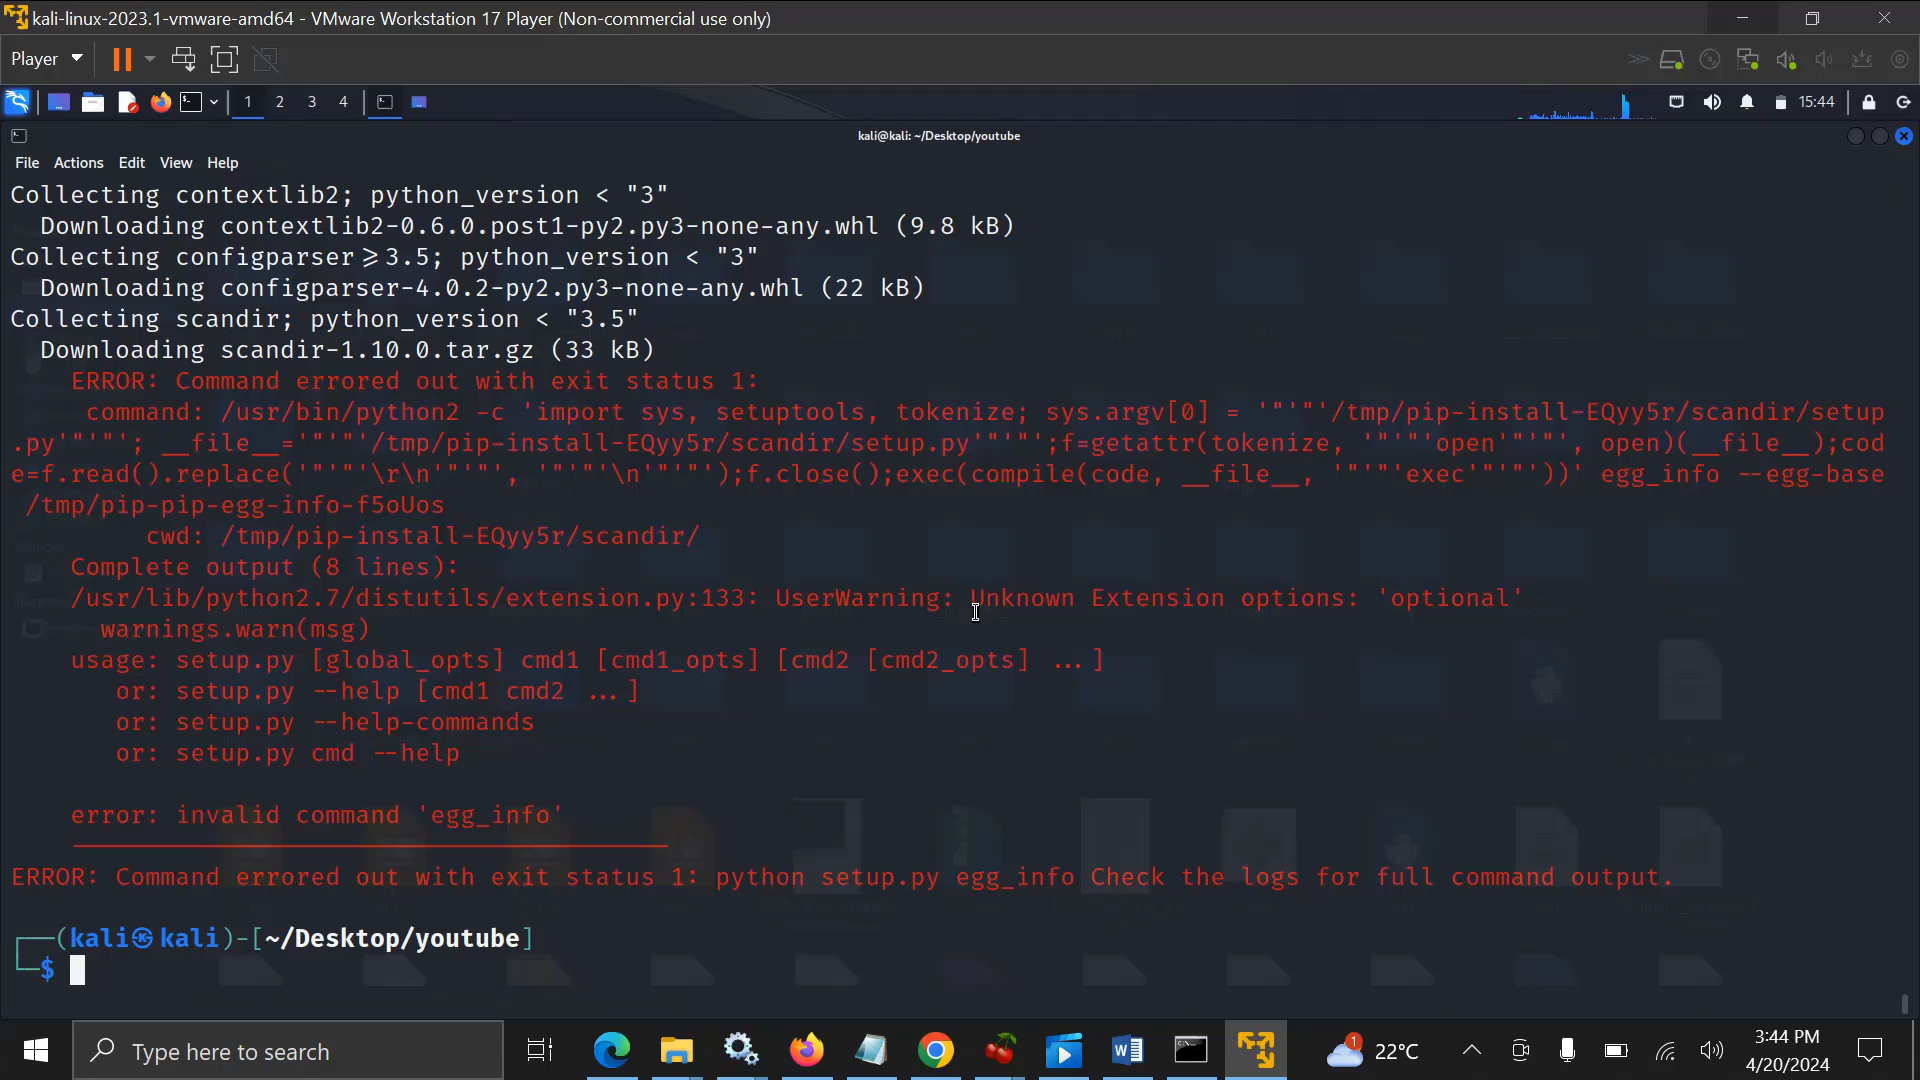 kali-linux-2023.1-vmware-amd64 - VMware Workstation 17 Player (Non-commercial use only)
Player
1 2 3 4
15:44
kali@kali: ~/Desktop/youtube
File Actions Edit View Help
Collecting contextlib2; python_version < "3"
Downloading contextlib2-0.6.0.post1-py2.py3-none-any.whl (9.8 kB)
Collecting configparser>=3.5; python_version < "3"
Downloading configparser-4.0.2-py2.py3-none-any.whl (22 kB)
Collecting scandir; python_version < "3.5"
Downloading scandir-1.10.0.tar.gz (33 kB)
ERROR: Command errored out with exit status 1:
command: /usr/bin/python2 -c 'import sys, setuptools, tokenize; sys.argv[0] = '"'"'/tmp/pip-install-EQyy5r/scandir/setup
.py'"'"'; __file__='"'"'/tmp/pip-install-EQyy5r/scandir/setup.py'"'"';f=getattr(tokenize, '"'"'open'"'"', open)(__file__);cod
e=f.read().replace('"'"'\r\n'"'"', '"'"'\n'"'"');f.close();exec(compile(code, __file__, '"'"'exec'"'"'))' egg_info --egg-base
/tmp/pip-pip-egg-info-f5oUos
cwd: /tmp/pip-install-EQyy5r/scandir/
Complete output (8 lines):
/usr/lib/python2.7/distutils/extension.py:133: UserWarning: Unknown Extension options: 'optional'
warnings.warn(msg)
usage: setup.py [global_opts] cmd1 [cmd1_opts] [cmd2 [cmd2_opts] ...]
or: setup.py --help [cmd1 cmd2 ...]
or: setup.py --help-commands
or: setup.py cmd --help
error: invalid command 'egg_info'
ERROR: Command errored out with exit status 1: python setup.py egg_info Check the logs for full command output.
(kali㉿kali)-[~/Desktop/youtube]
$
Type here to search
1
22°C
3:44 PM
4/20/2024